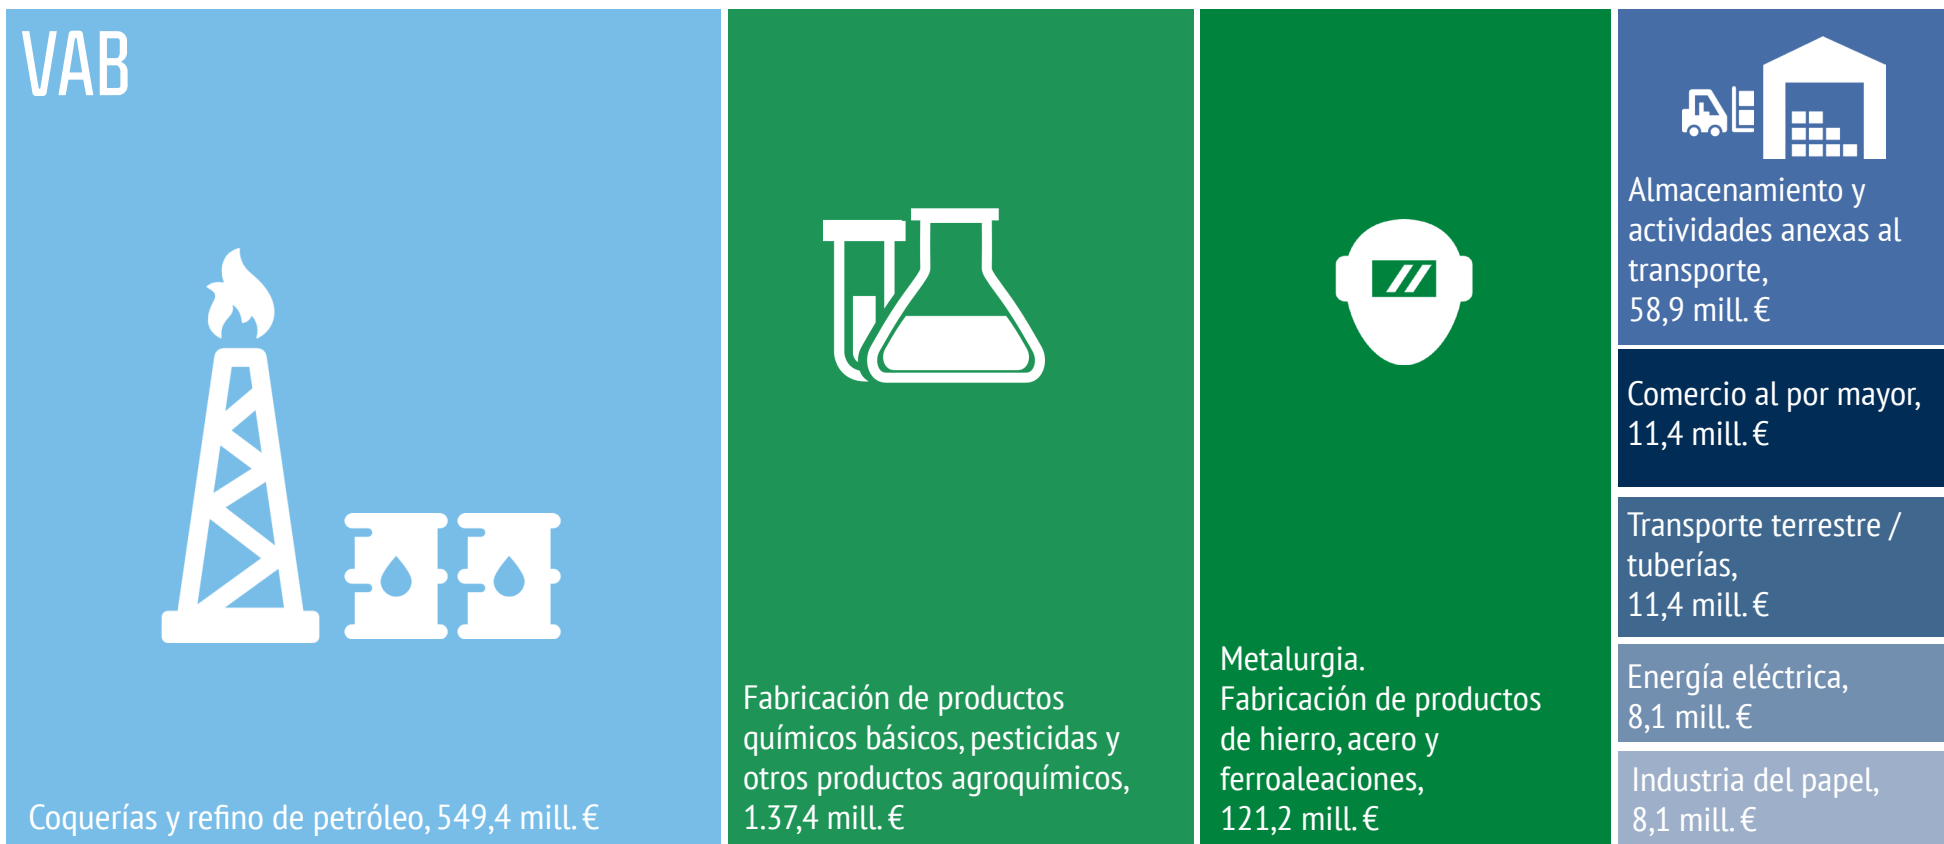 VAB
Coquerías y refino de petróleo, 549,4 mill. €
Fabricación de productos
químicos básicos, pesticidas y
otros productos agroquímicos,
1.37,4 mill. €
Metalurgia.
Fabricación de productos
de hierro, acero y
ferroaleaciones,
121,2 mill. €
Almacenamiento y
actividades anexas al
transporte,
58,9 mill. €
Comercio al por mayor,
11,4 mill. €
Transporte terrestre /
tuberías,
11,4 mill. €
Energía eléctrica,
8,1 mill. €
Industria del papel,
8,1 mill. €